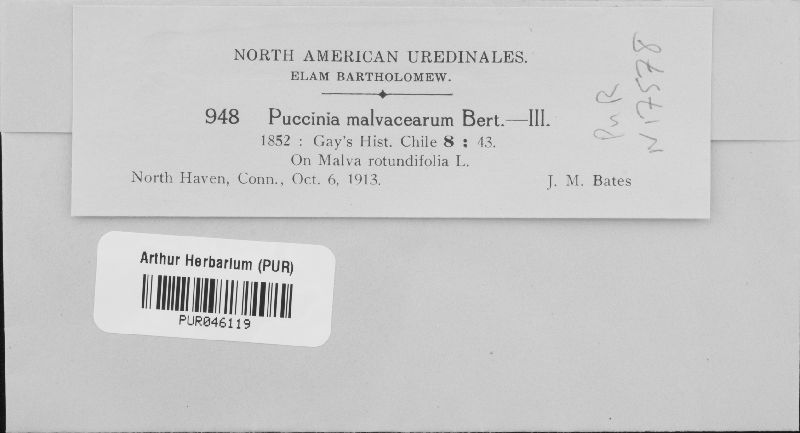 NORTH AMERICAN UREDINALES.
ELAM BARTHOLOMEW.
948 Puccinia malvacearum Bert.—III.
1852 : Gay's Hist. Chile 8 : 43.
On Malva rotundifolia L.
North Haven, Conn., Oct. 6, 1913. J. M. Bates
PUR
N17578
Arthur Herbarium (PUR)
PUR046119